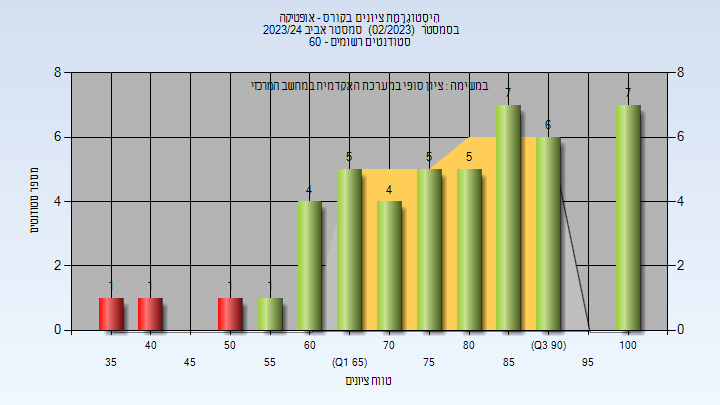 היסטוגרמת ציונים בקורס - אופטיקה
בסמסטר (02/2023) סמסטר אביב 2023/24
סטודנטים רשומים - 60
במשימה : ציון סופי במערכת האקדמית במחשב המרכזי
8 8
6 6
4 4
2 2
0 0
מספר סטודנטים
1 1 1 1 4 5 4 5 5 7 6 7
35 40 45 50 55 60 (Q1 65) 70 75 80 85 (Q3 90) 95 100
טווח ציונים